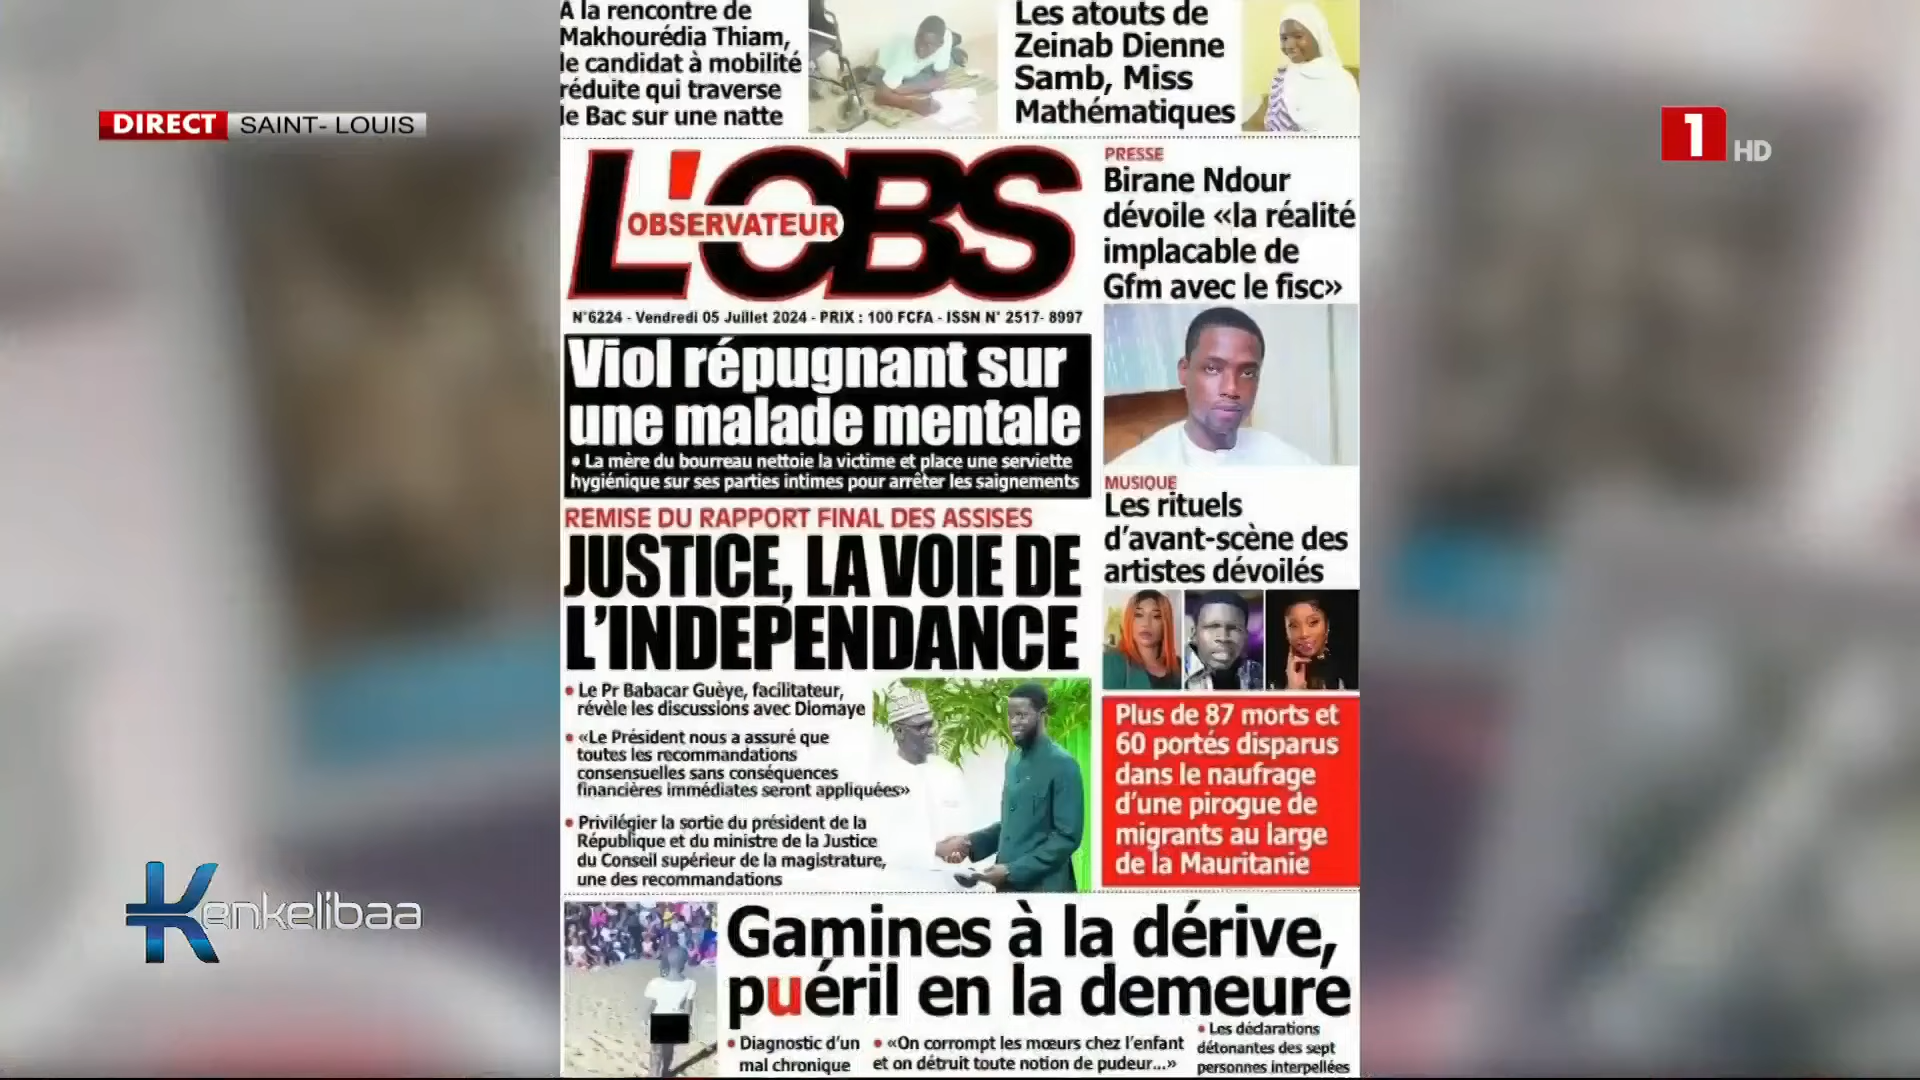 A la rencontre de
Makhourédia Thiam,
le candidat à mobilité
réduite qui traverse
le Bac sur une natte
Les atouts de
Zeinab Dienne
Samb, Miss
Mathématiques
DIRECT SAINT- LOUIS
1 HD
L'OBS
OBSERVATEUR
N°6224 - Vendredi 05 Juillet 2024 - PRIX : 100 FCFA - ISSN N° 2517- 8997
PRESSE
Birane Ndour
dévoile «la réalité
implacable de
Gfm avec le fisc»
Viol répugnant sur
une malade mentale
• La mère du bourreau nettoie la victime et place une serviette
hygiénique sur ses parties intimes pour arrêter les saignements
REMISE DU RAPPORT FINAL DES ASSISES
JUSTICE, LA VOIE DE
L'INDEPENDANCE
• Le Pr Babacar Guèye, facilitateur,
révèle les discussions avec Diomaye
• «Le Président nous a assuré que
toutes les recommandations
consensuelles sans conséquences
financières immédiates seront appliquées»
• Privilégier la sortie du président de la
République et du ministre de la Justice
du Conseil supérieur de la magistrature,
une des recommandations
MUSIQUE
Les rituels
d'avant-scène des
artistes dévoilés
Plus de 87 morts et
60 portés disparus
dans le naufrage
d'une pirogue de
migrants au large
de la Mauritanie
Kenkelibaa
Gamines à la dérive,
puéril en la demeure
• Diagnostic d'un
mal chronique
• «On corrompt les mœurs chez l'enfant
et on détruit toute notion de pudeur...»
• Les déclarations
détonantes des sept
personnes interpellées